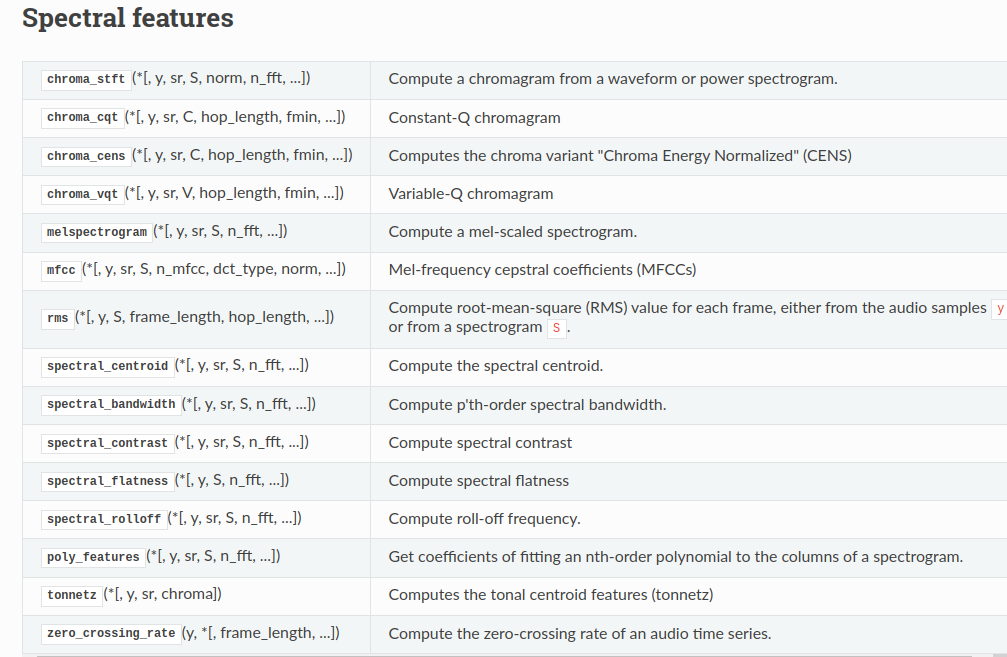 Spectral features
chroma_stft(*[, y, sr, S, norm, n_fft, ...]) Compute a chromagram from a waveform or power spectrogram.
chroma_cqt(*[, y, sr, C, hop_length, fmin, ...]) Constant-Q chromagram
chroma_cens(*[, y, sr, C, hop_length, fmin, ...]) Computes the chroma variant "Chroma Energy Normalized" (CENS)
chroma_vqt(*[, y, sr, V, hop_length, fmin, ...]) Variable-Q chromagram
melspectrogram(*[, y, sr, S, n_fft, ...]) Compute a mel-scaled spectrogram.
mfcc(*[, y, sr, S, n_mfcc, dct_type, norm, ...]) Mel-frequency cepstral coefficients (MFCCs)
rms(*[, y, S, frame_length, hop_length, ...]) Compute root-mean-square (RMS) value for each frame, either from the audio samples y
or from a spectrogram S.
spectral_centroid(*[, y, sr, S, n_fft, ...]) Compute the spectral centroid.
spectral_bandwidth(*[, y, sr, S, n_fft, ...]) Compute p'th-order spectral bandwidth.
spectral_contrast(*[, y, sr, S, n_fft, ...]) Compute spectral contrast
spectral_flatness(*[, y, S, n_fft, ...]) Compute spectral flatness
spectral_rolloff(*[, y, sr, S, n_fft, ...]) Compute roll-off frequency.
poly_features(*[, y, sr, S, n_fft, ...]) Get coefficients of fitting an nth-order polynomial to the columns of a spectrogram.
tonnetz(*[, y, sr, chroma]) Computes the tonal centroid features (tonnetz)
zero_crossing_rate(y, *[, frame_length, ...]) Compute the zero-crossing rate of an audio time series.